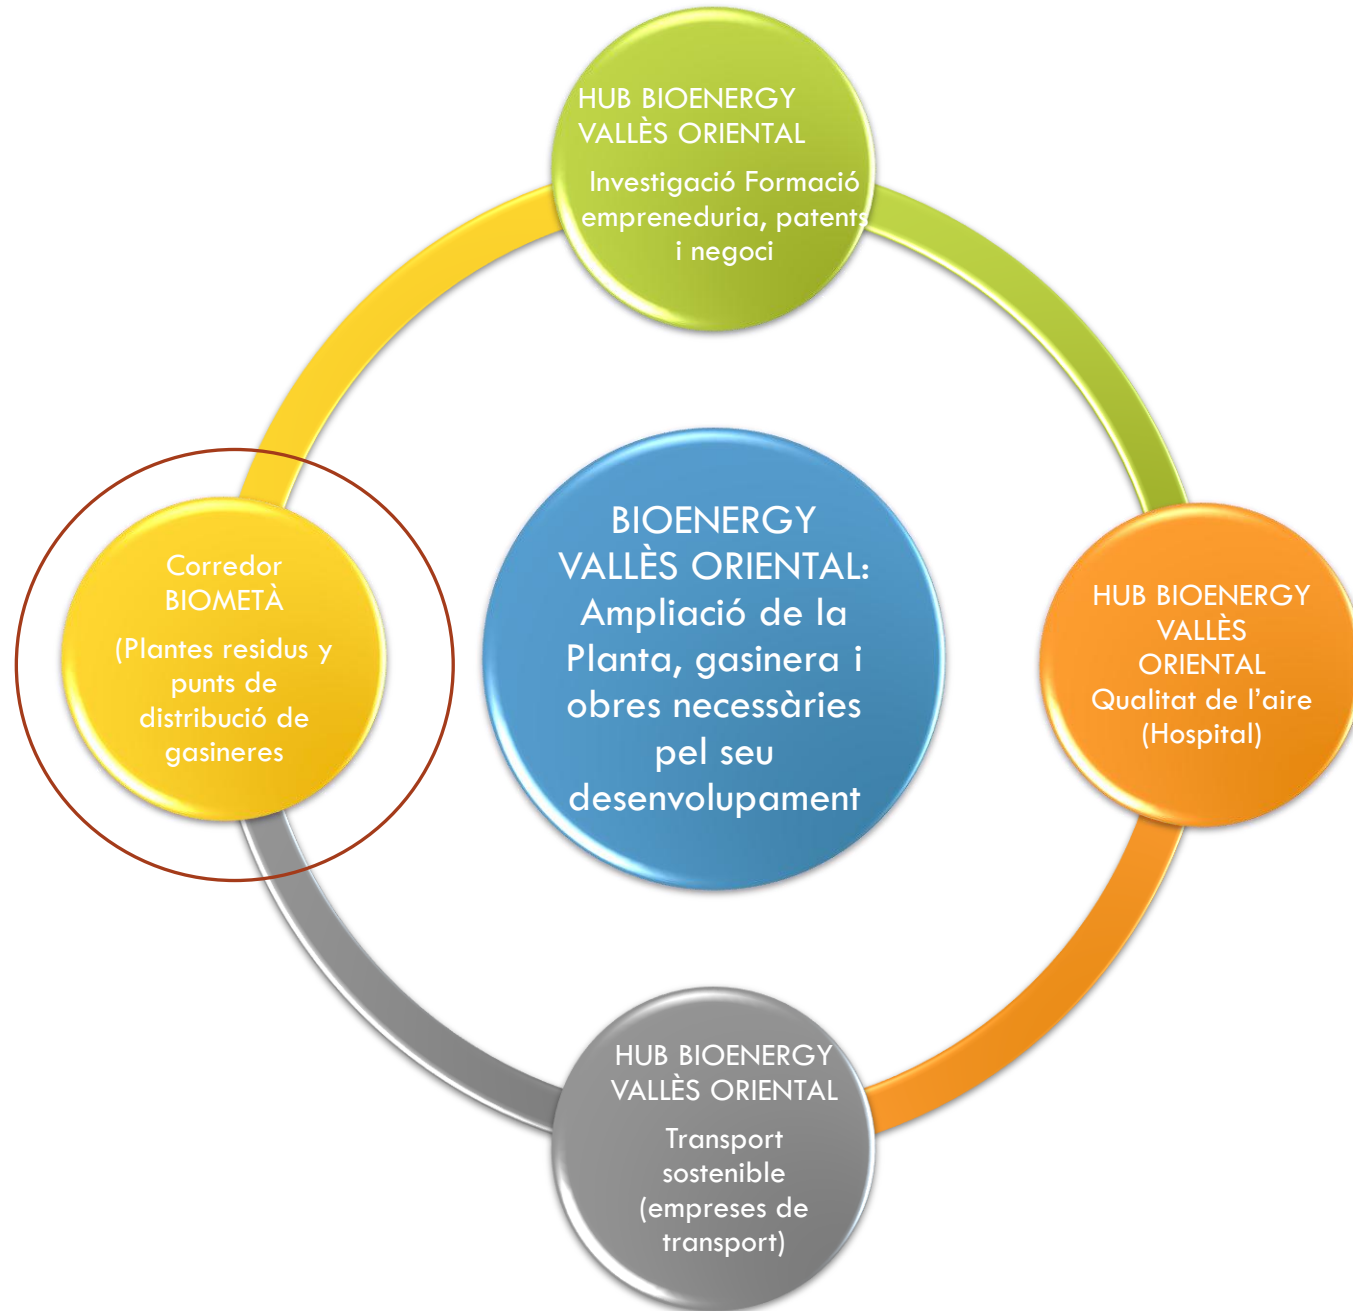 HUB BIOENERGY
VALLÈS ORIENTAL
Investigació Formació
empreneduria, patents
i negoci
Corredor
BIOMETÀ
(Plantes residus y
punts de
distribució de
gasineres
BIOENERGY
VALLÈS ORIENTAL:
Ampliació de la
Planta, gasinera i
obres necessàries
pel seu
desenvolupament
HUB BIOENERGY
VALLÈS
ORIENTAL
Qualitat de l’aire
(Hospital)
HUB BIOENERGY
VALLÈS ORIENTAL
Transport
sostenible
(empreses de
transport)